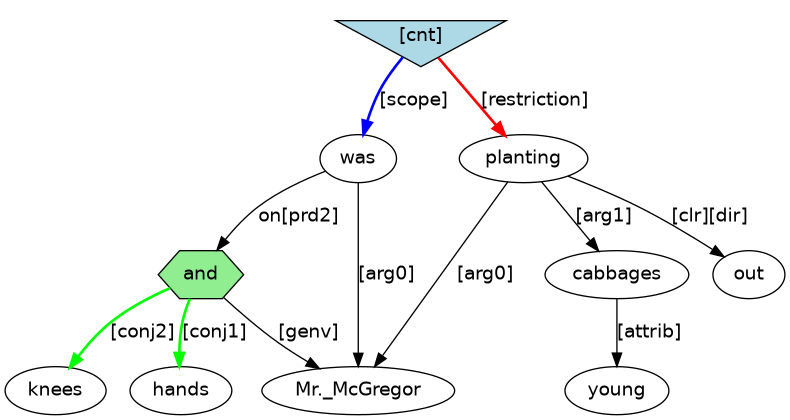 [cnt]
[scope]
[restriction]
was
planting
on[prd2]
[arg1]
[clr][dir]
and
[arg0]
[arg0]
cabbages
out
[conj2]
[conj1]
[genv]
[attrib]
knees
hands
Mr._McGregor
young